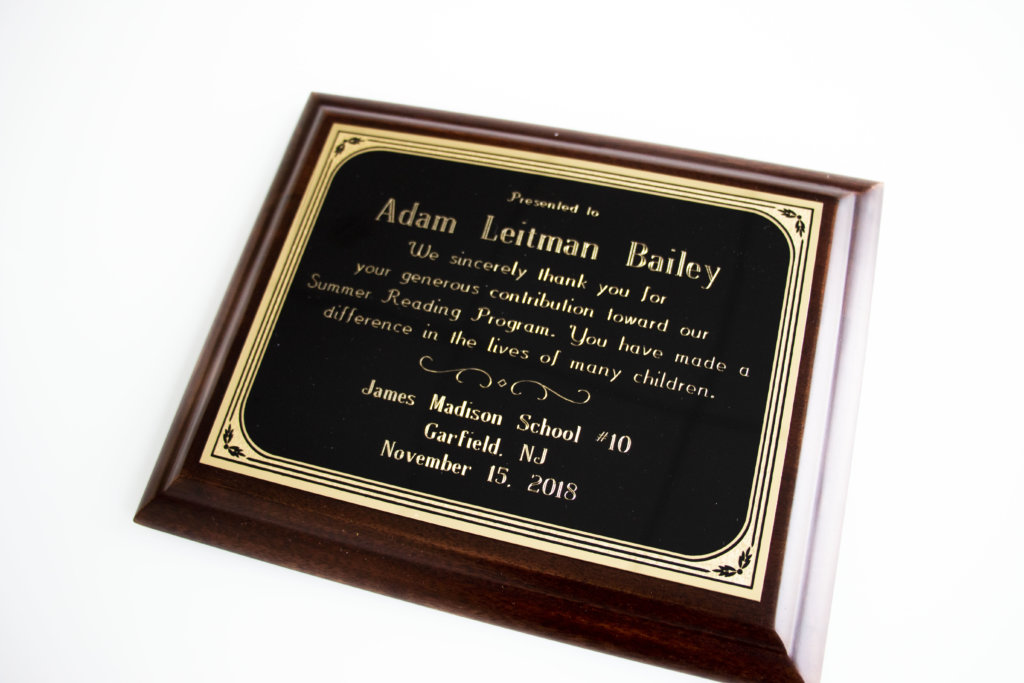 Presented to
Adam Leitman Bailey
We sincerely thank you for
your generous contribution toward our
Summer Reading Program. You have made a
difference in the lives of many children.
James Madison School #10
Garfield, NJ
November 15, 2018